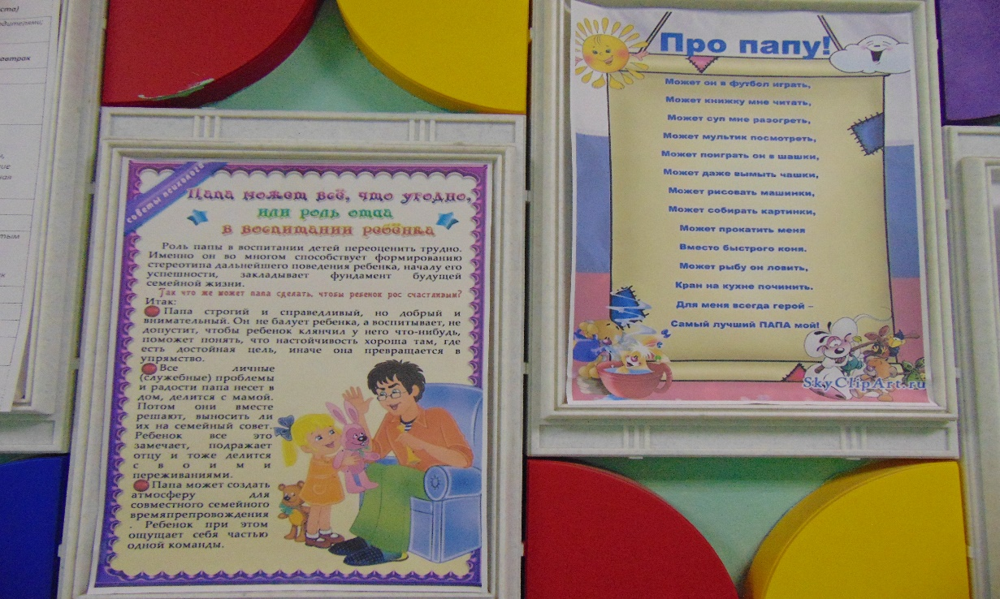 советы психолога
Папа может всё, что угодно,
или роль отца
в воспитании ребёнка
Роль папы в воспитании детей переоценить трудно.
Именно он во многом способствует формированию
стереотипа дальнейшего поведения ребенка, началу его
успешности, закладывает фундамент будущей
семейной жизни.
Так что же может папа сделать, чтобы ребенок рос счастливым?
Итак:
Папа строгий и справедливый, но добрый и
внимательный. Он не балует ребенка, а воспитывает, не
допустит, чтобы ребенок клянчил у него что-нибудь,
поможет понять, что настойчивость хороша там, где
есть достойная цель, иначе она превращается в
упрямство.
Все личные
(служебные) проблемы
и радости папа несет в
дом, делится с мамой.
Потом они вместе
решают, выносить ли
их на семейный совет.
Ребенок все это
замечает, подражает
отцу и тоже делится
своими
переживаниями.
Папа может создать
атмосферу для
совместного семейного
времяпрепровождения
. Ребенок при этом
ощущает себя частью
одной команды.
Про папу!
Может он в футбол играть,
Может книжку мне читать,
Может суп мне разогреть,
Может мультик посмотреть,
Может поиграть он в шашки,
Может даже вымыть чашки,
Может рисовать машинки,
Может собирать картинки,
Может прокатить меня
Вместо быстрого коня.
Может рыбу он ловить,
Кран на кухне починить.
Для меня всегда герой –
Самый лучший ПАПА мой!
SkyClipArt.ru